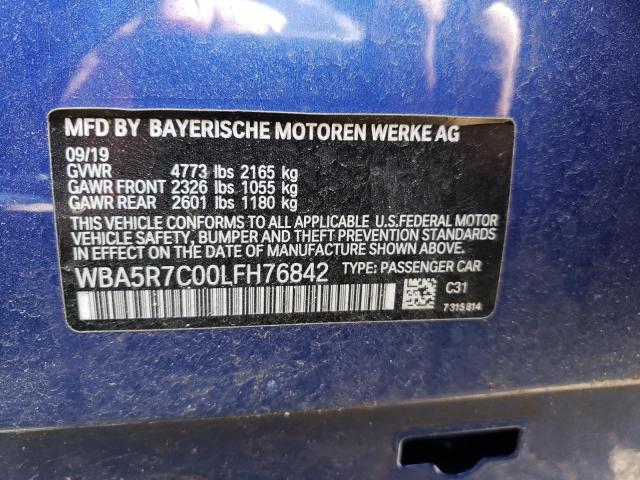 MFD BY BAYERISCHE MOTOREN WERKE AG
09/19
GVWR 4773 lbs 2165 kg
GAWR FRONT 2326 lbs 1055 kg
GAWR REAR 2601 lbs 1180 kg
THIS VEHICLE CONFORMS TO ALL APPLICABLE U.S.FEDERAL MOTOR
VEHICLE SAFETY, BUMPER, AND THEFT PREVENTION STANDARDS
IN EFFECT ON THE DATE OF MANUFACTURE SHOWN ABOVE.
WBA5R7C00LFH76842 TYPE: PASSENGER CAR
C31
7315814